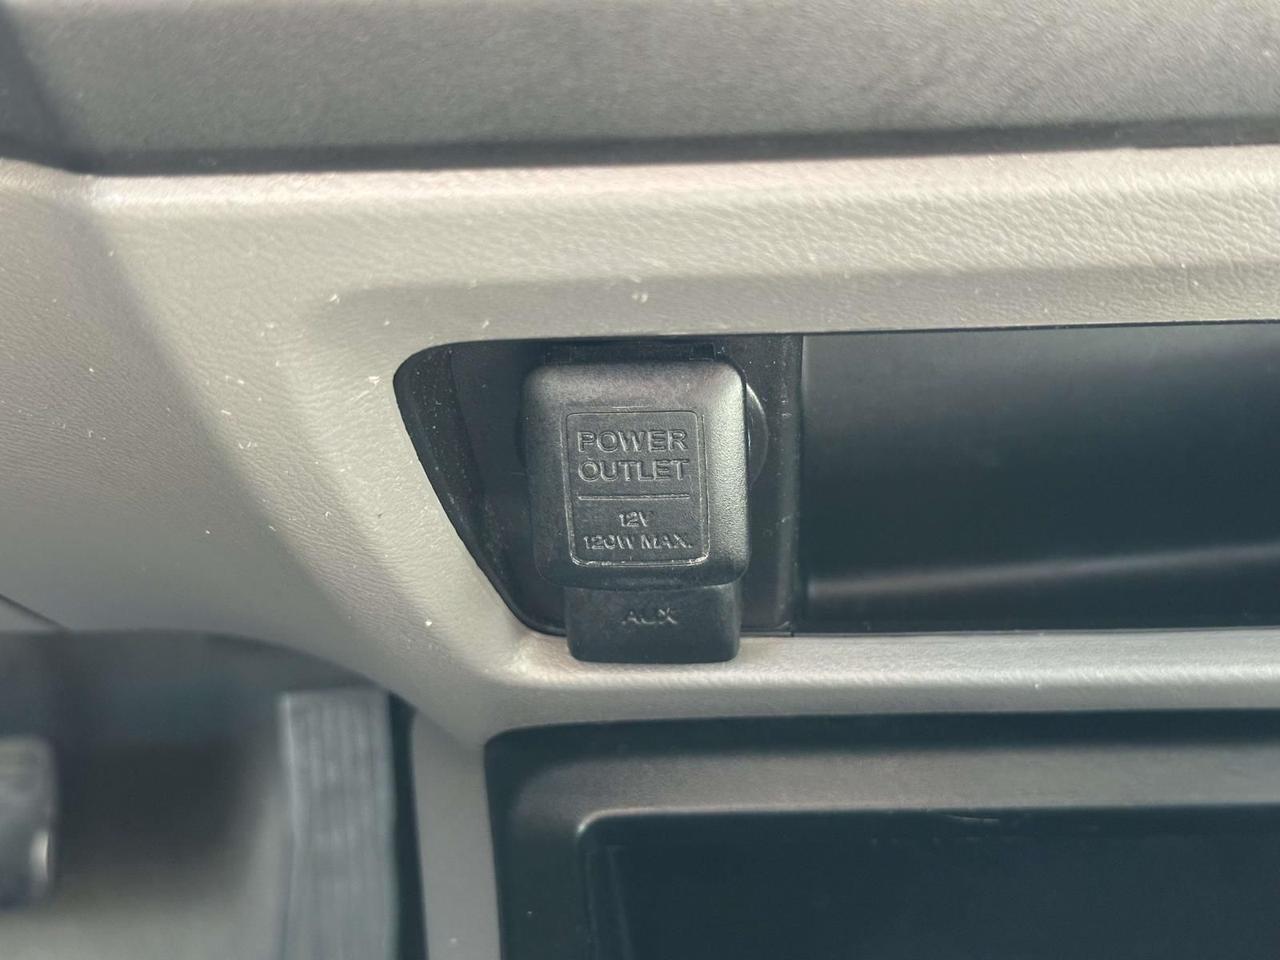 POWER
OUTLET
12V
120W MAX.
AUX